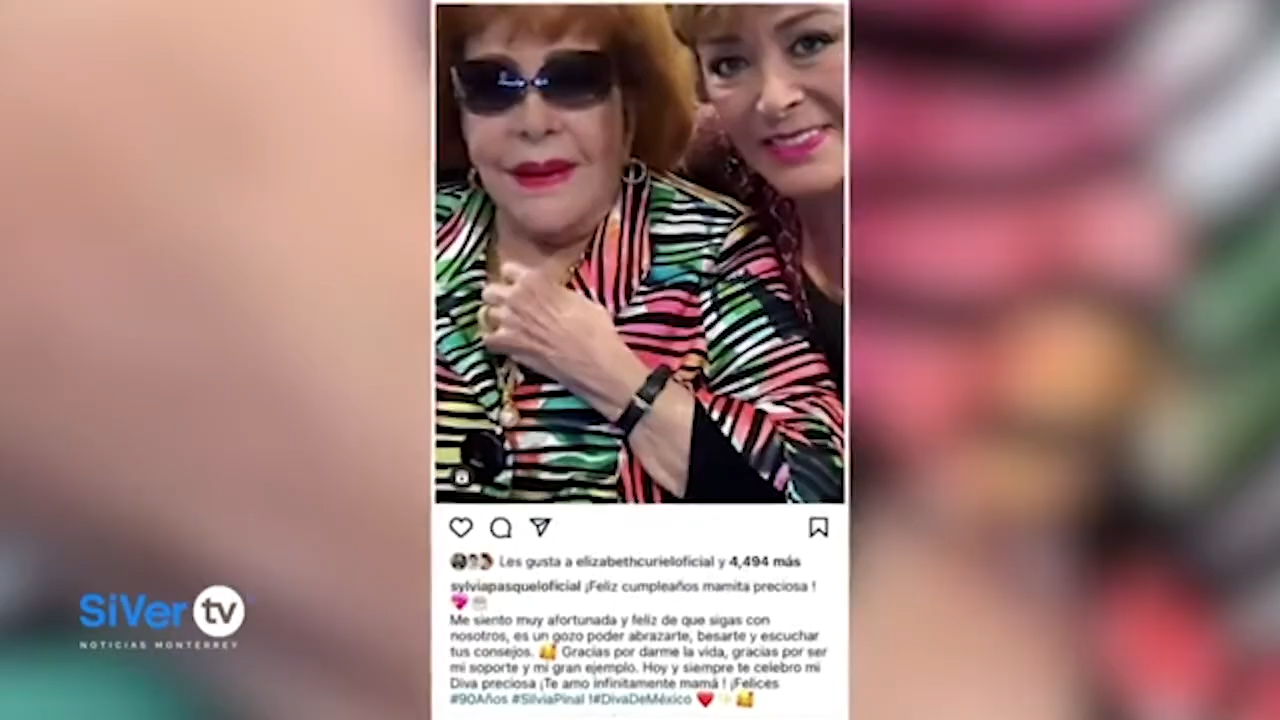 Les gusta a elizabethcurieloficial y 4,494 más
sylviapasqueloficial ¡Feliz cumpleaños mamita preciosa !
Me siento muy afortunada y feliz de que sigas con
nosotros, es un gozo poder abrazarte, besarte y escuchar
tus consejos. 🥰 Gracias por darme la vida, gracias por ser
mi soporte y mi gran ejemplo. Hoy y siempre te celebro mi
Diva preciosa ¡Te amo infinitamente mamá ! ¡Felices
#90Años #SilviaPinal !#DivaDeMéxico ❤️✨🥰
SiVer tv
NOTICIAS MONTERREY